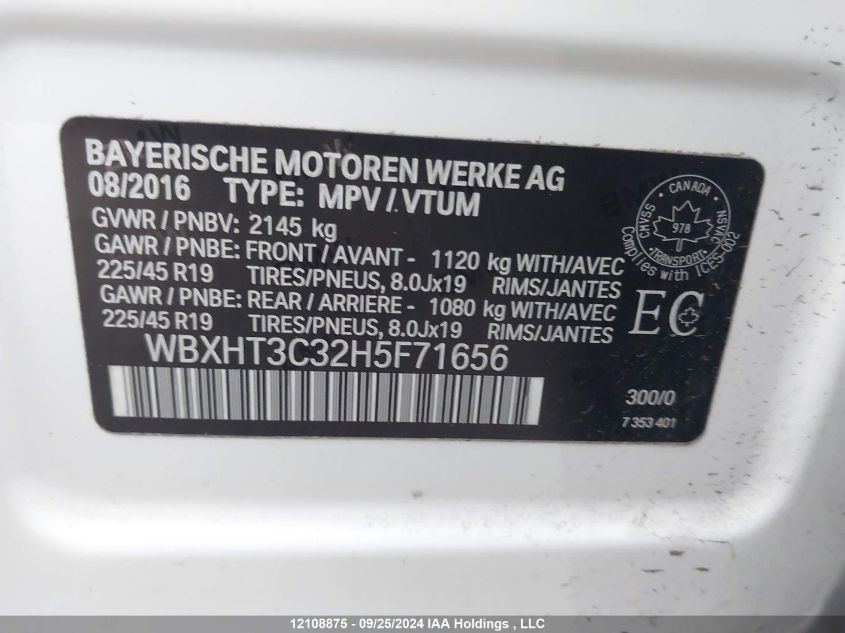 BAYERISCHE MOTOREN WERKE AG
08/2016 TYPE: MPV / VTUM
GVWR / PNBV: 2145 kg
GAWR / PNBE: FRONT / AVANT - 1120 kg WITH/AVEC
225/45 R19 TIRES/PNEUS, 8.0Jx19 RIMS/JANTES
GAWR / PNBE: REAR / ARRIERE - 1080 kg WITH/AVEC
225/45 R19 TIRES/PNEUS, 8.0Jx19 RIMS/JANTES
WBXHT3C32H5F71656
CANADA
CMVSS
NSVAC
978
TRANSPORT
Complies with ICES-002
EC
300/0
7 353 401
12108875 - 09/25/2024 IAA Holdings , LLC